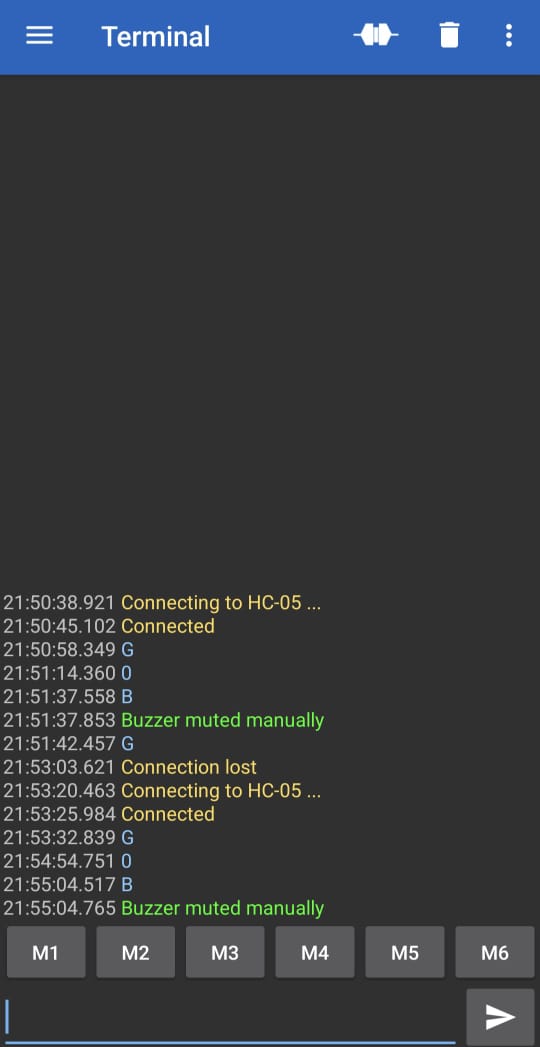 Terminal
21:50:38.921 Connecting to HC-05 ...
21:50:45.102 Connected
21:50:58.349 G
21:51:14.360 0
21:51:37.558 B
21:51:37.853 Buzzer muted manually
21:51:42.457 G
21:53:03.621 Connection lost
21:53:20.463 Connecting to HC-05 ...
21:53:25.984 Connected
21:53:32.839 G
21:54:54.751 0
21:55:04.517 B
21:55:04.765 Buzzer muted manually
M1 M2 M3 M4 M5 M6